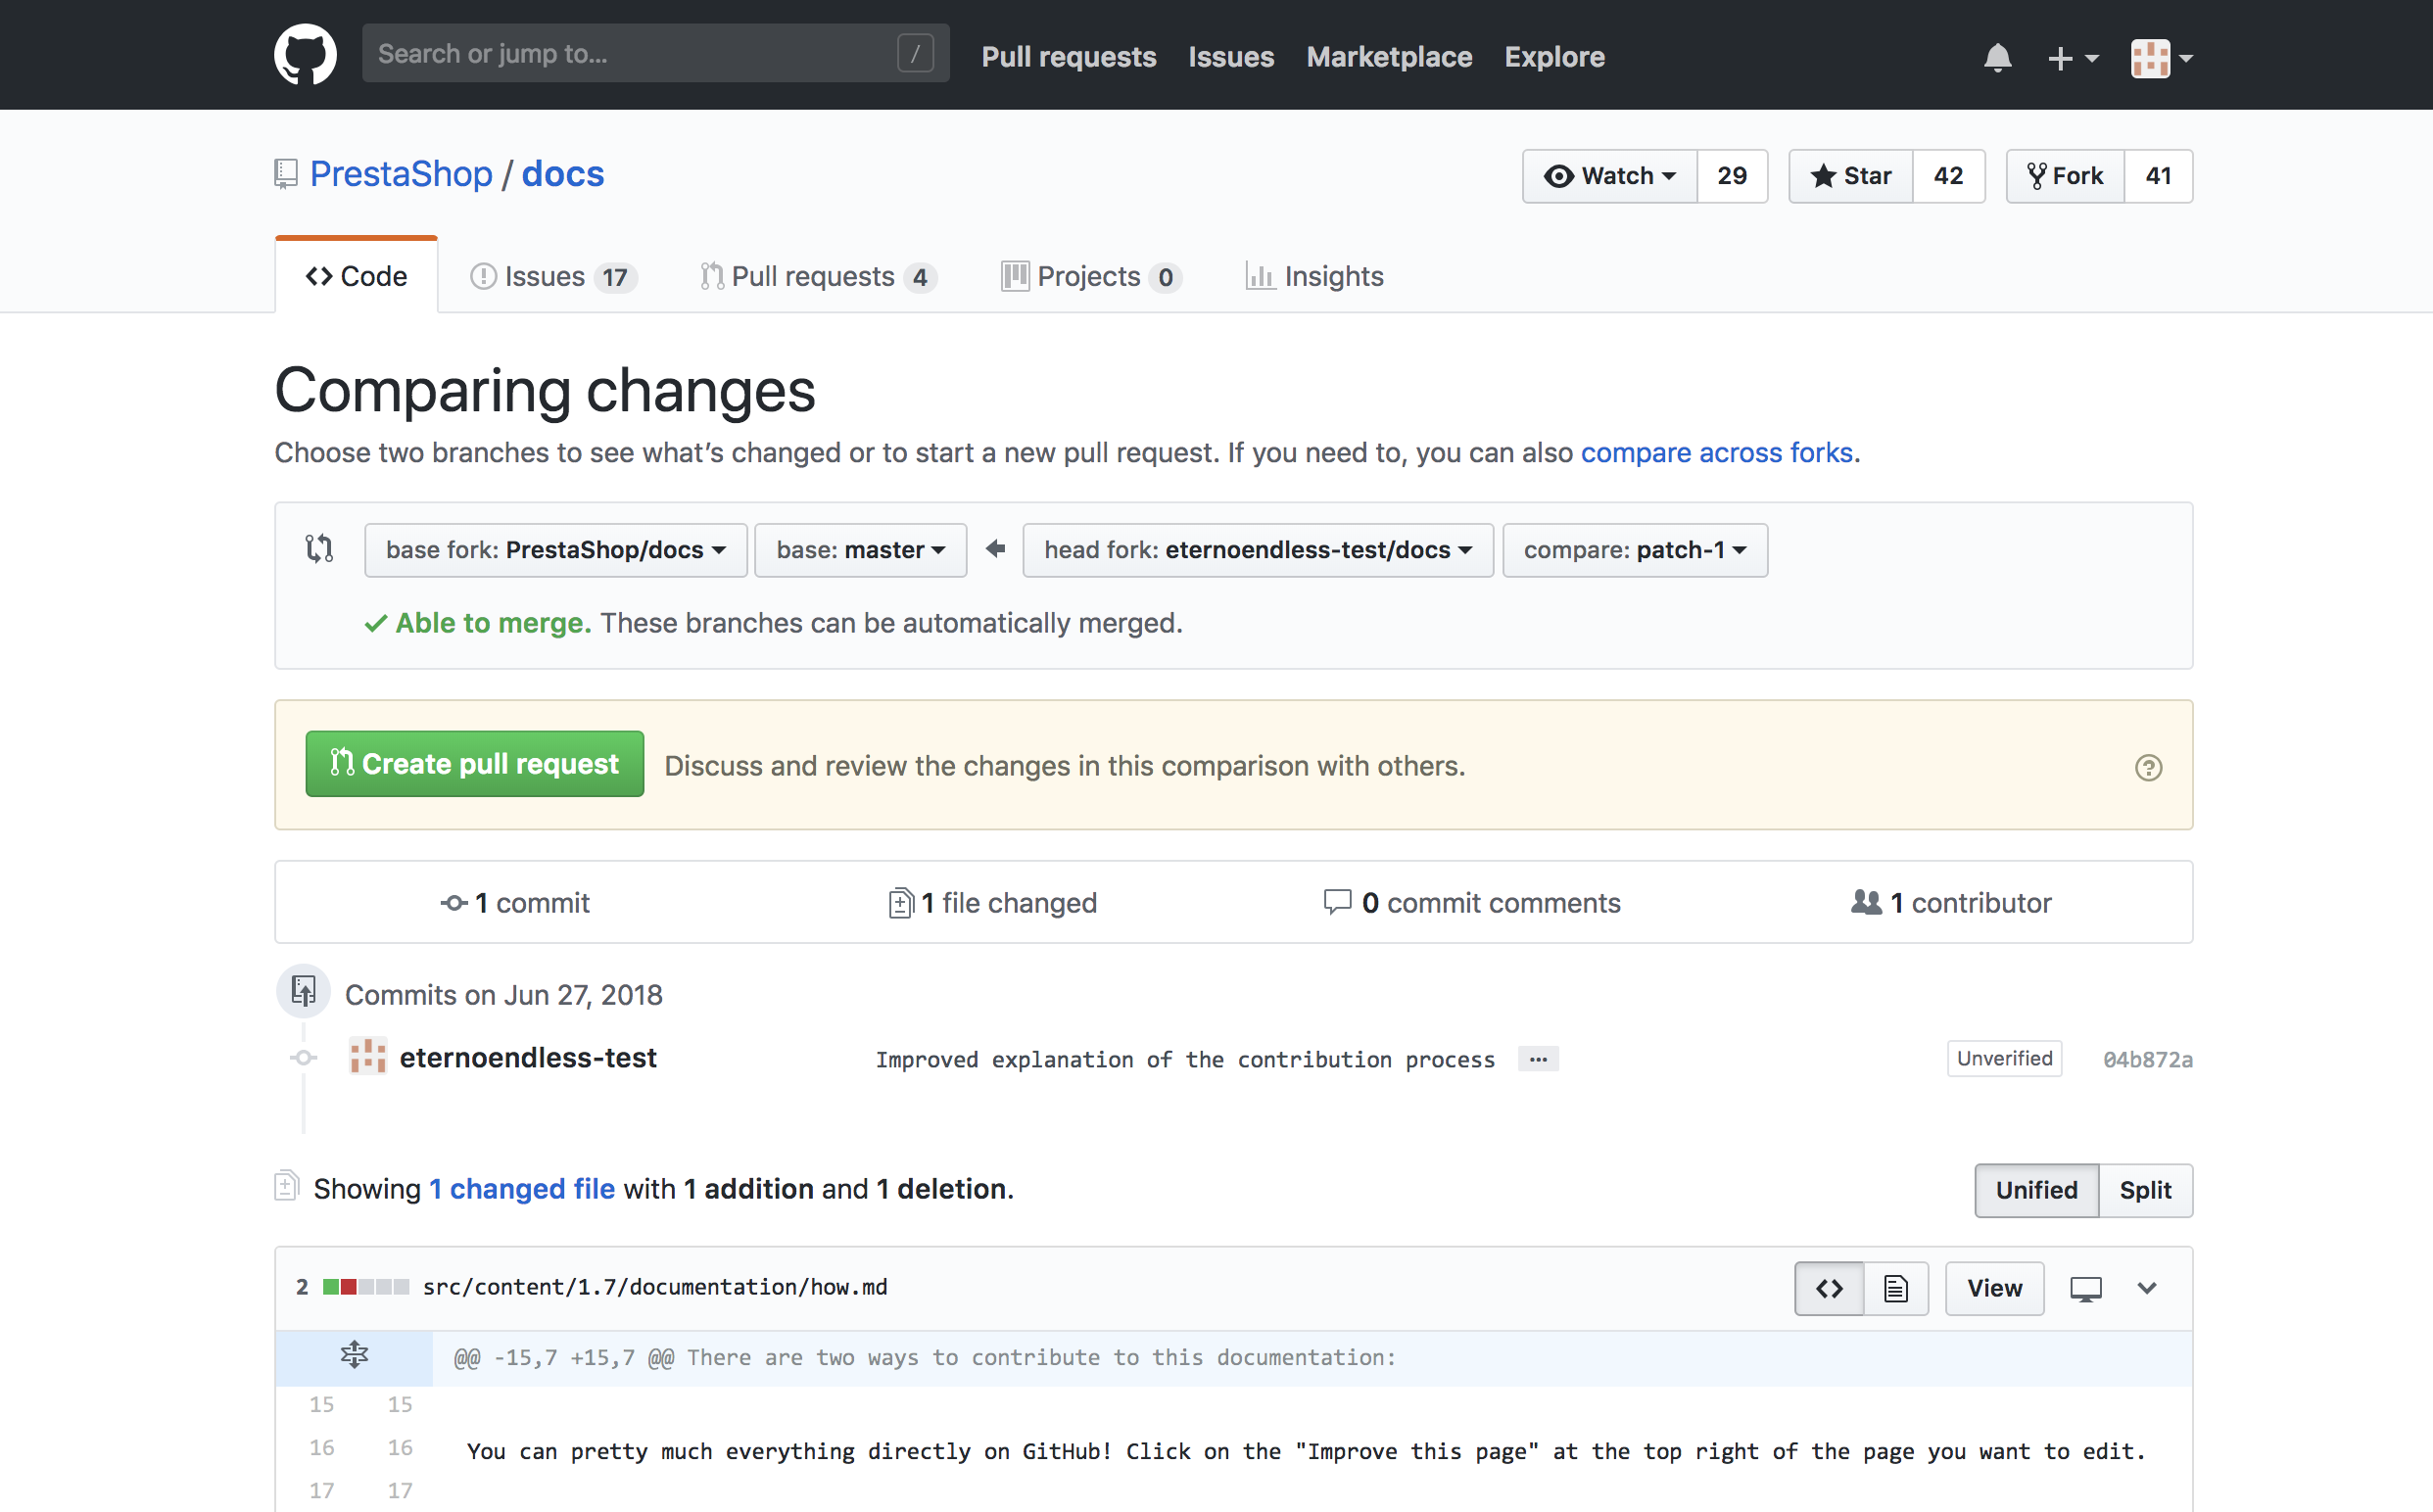 Search or jump to... / Pull requests Issues Marketplace Explore
PrestaShop / docs Watch 29 Star 42 Fork 41
Code Issues 17 Pull requests 4 Projects 0 Insights
Comparing changes
Choose two branches to see what’s changed or to start a new pull request. If you need to, you can also compare across forks.
base fork: PrestaShop/docs base: master head fork: eternoendless-test/docs compare: patch-1
Able to merge. These branches can be automatically merged.
Create pull request Discuss and review the changes in this comparison with others.
1 commit 1 file changed 0 commit comments 1 contributor
Commits on Jun 27, 2018
eternoendless-test Improved explanation of the contribution process ... Unverified 04b872a
Showing 1 changed file with 1 addition and 1 deletion. Unified Split
2 src/content/1.7/documentation/how.md <> View
@@ -15,7 +15,7 @@ There are two ways to contribute to this documentation:
15 15
16 16 You can pretty much everything directly on GitHub! Click on the "Improve this page" at the top right of the page you want to edit.
17 17